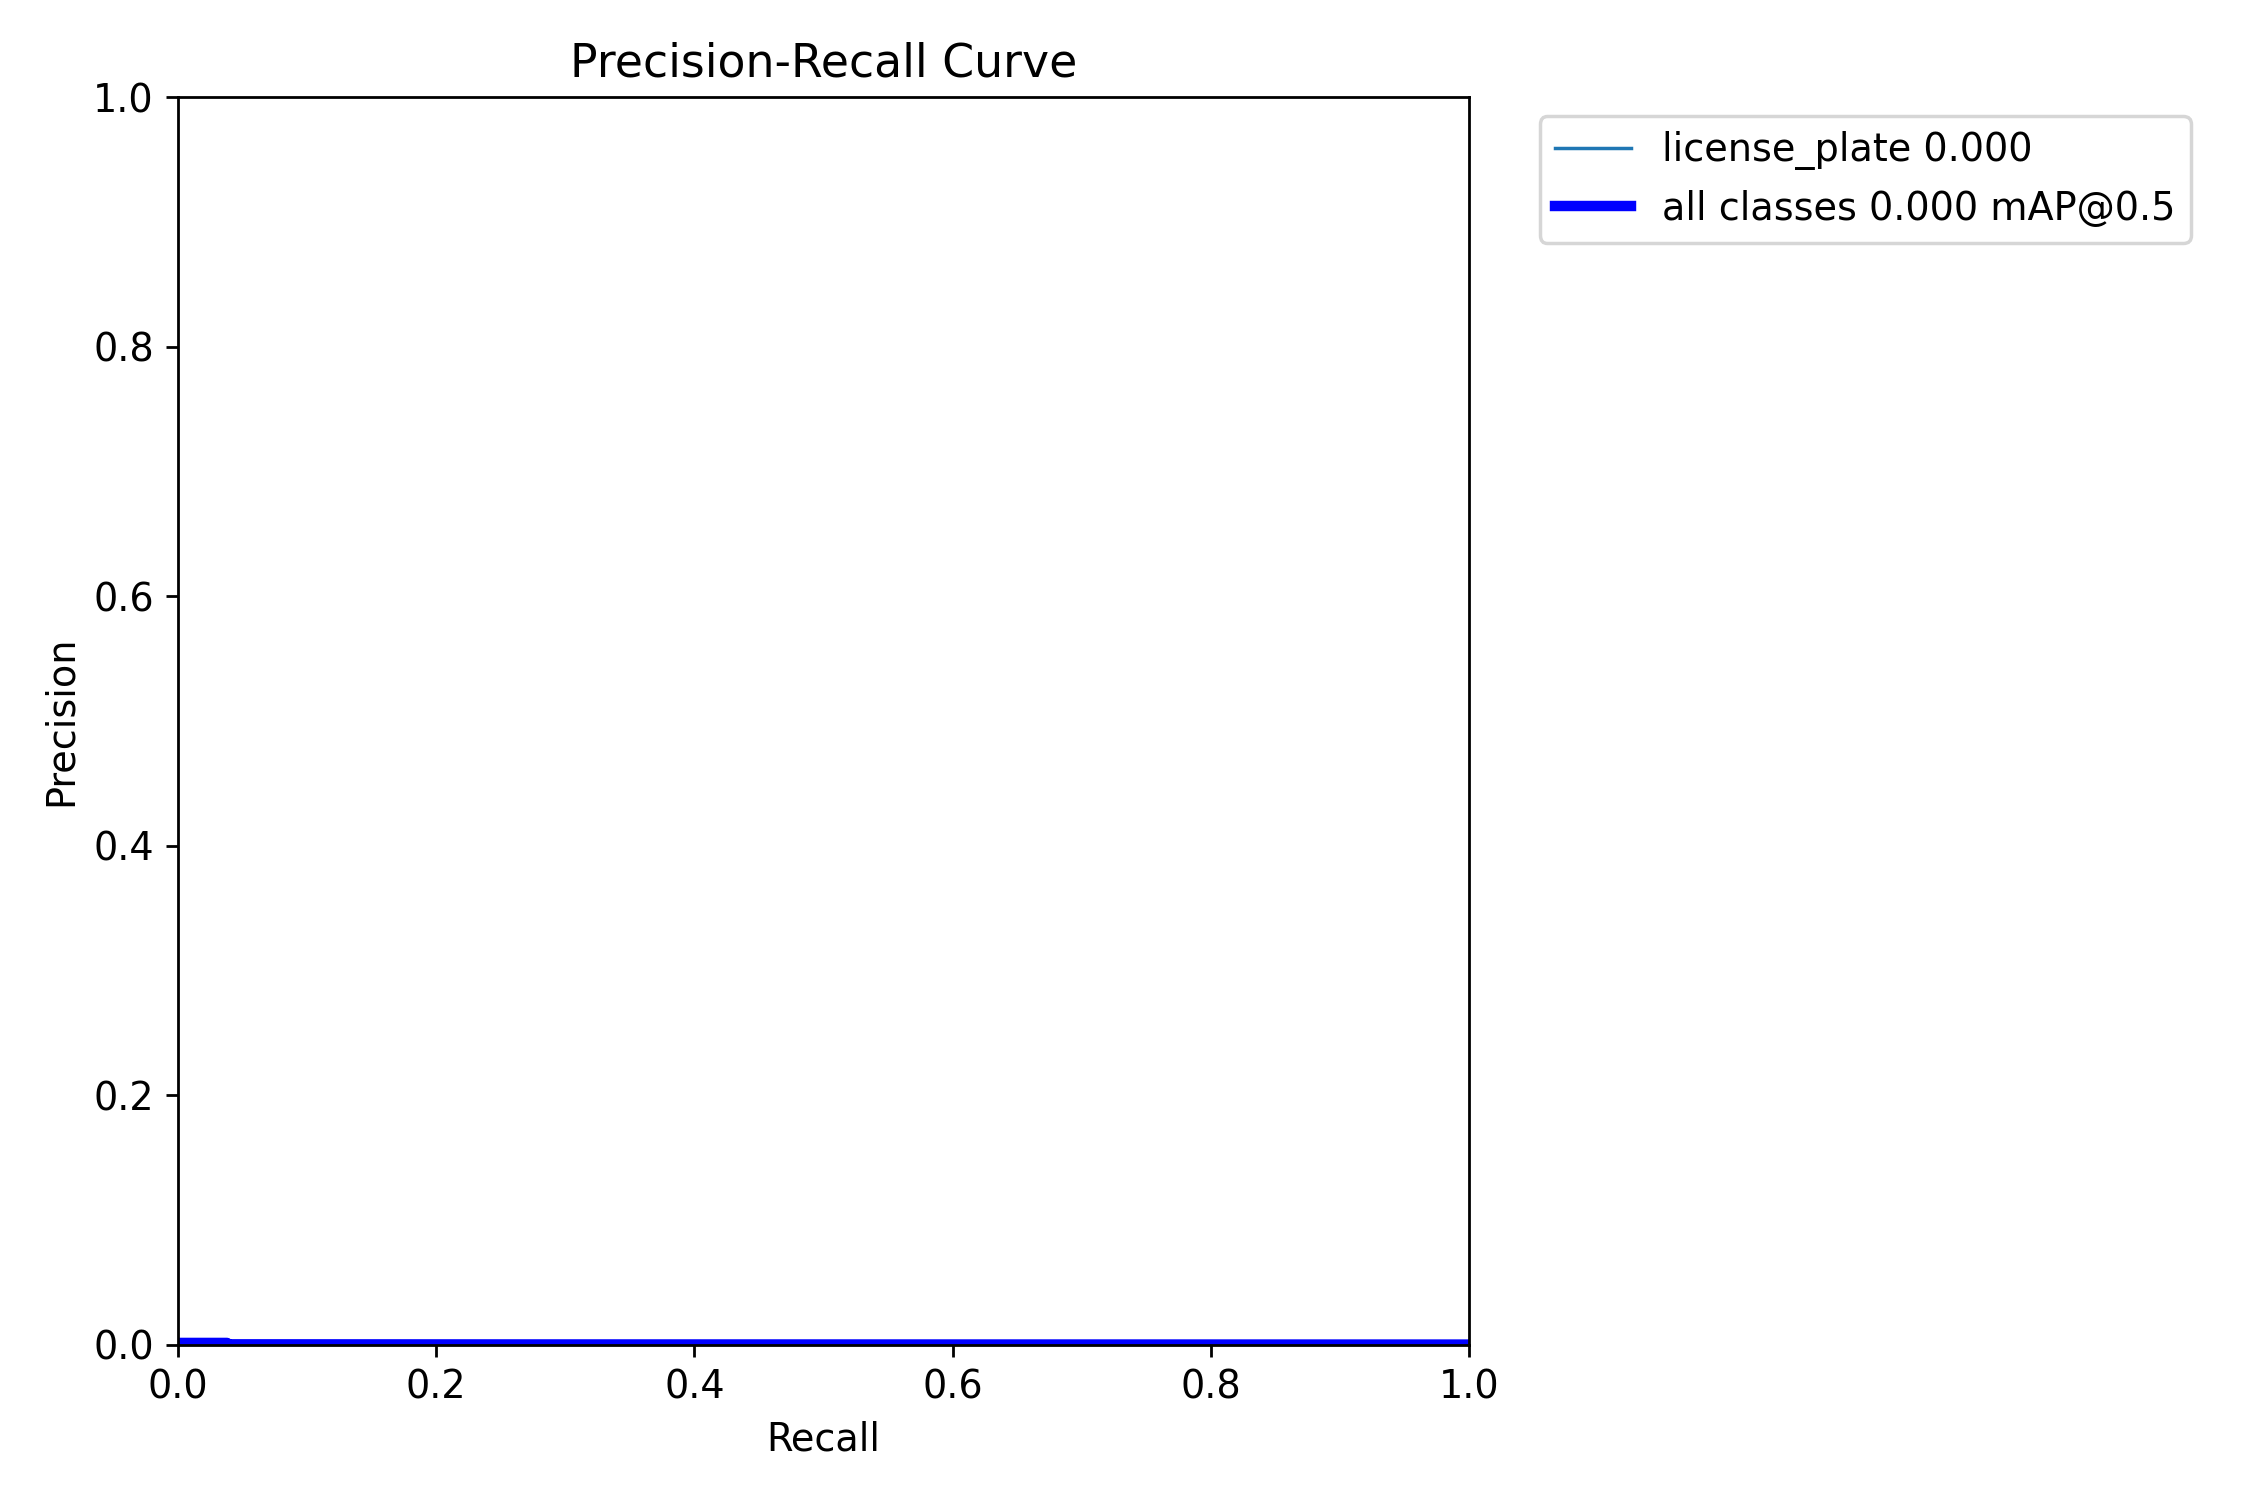 Precision-Recall Curve
1.0
0.8
0.6
0.4
0.2
0.0
Precision
0.0 0.2 0.4 0.6 0.8 1.0
Recall
license_plate 0.000
all classes 0.000 mAP@0.5